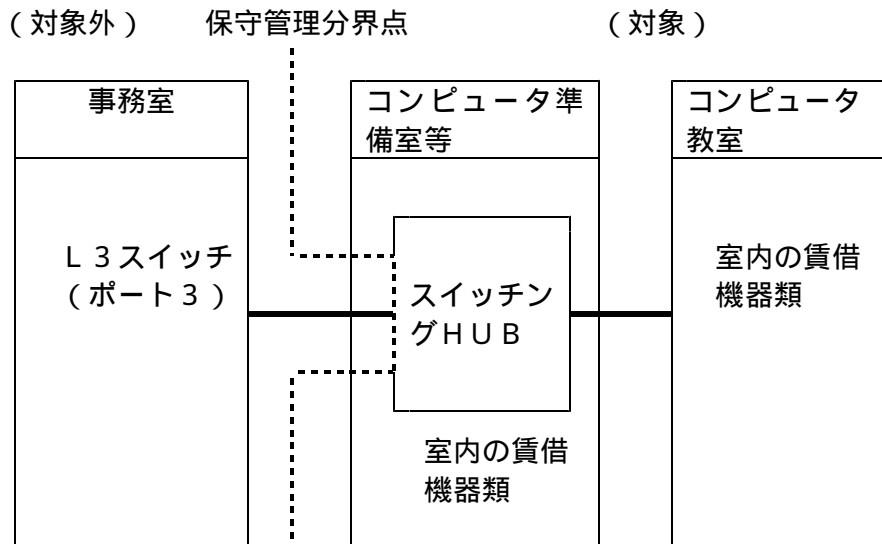 （対象外）　保守管理分界点　（対象）
事務室
コンピュータ準
備室等
コンピュータ
教室
Ｌ３スイッチ
（ポート３）
スイッチン
グＨＵＢ
室内の賃借
機器類
室内の賃借
機器類